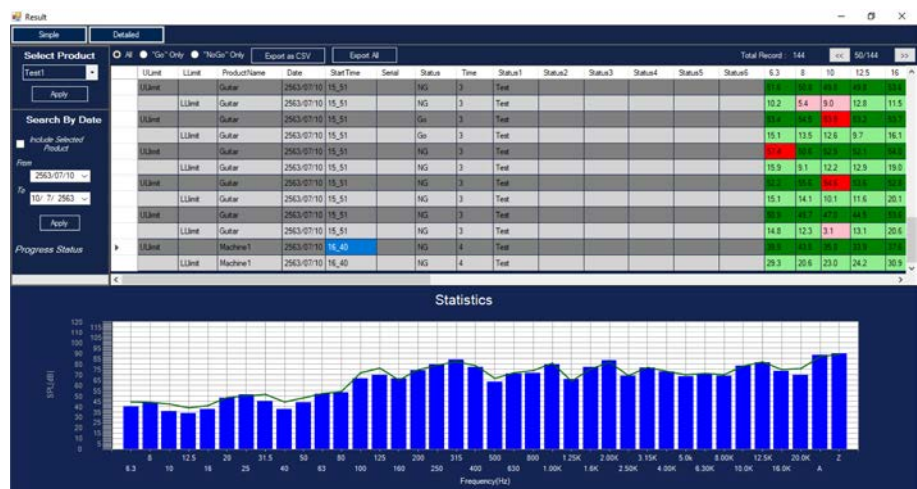 Result
Simple Detailed
Select Product
Test1
Apply
Search By Date
Include Selected Product
From
2563/07/10
To
10/ 7/ 2563
Apply
Progress Status
All "Go" Only "NoGo" Only Export as CSV Export All Total Record : 144 << 50/144 >>
ULimit LLimit ProductName Date StartTime Serial Status Time Status1 Status2 Status3 Status4 Status5 Status6 6.3 8 10 12.5 16
ULimit Guitar 2563/07/10 15_51 NG 3 Test
LLimit Guitar 2563/07/10 15_51 NG 3 Test 10.2 5.4 9.0 12.8 11.5
ULimit Guitar 2563/07/10 15_51 Go 3 Test
LLimit Guitar 2563/07/10 15_51 Go 3 Test 15.1 13.5 12.6 9.7 16.1
ULimit Guitar 2563/07/10 15_51 NG 3 Test
LLimit Guitar 2563/07/10 15_51 NG 3 Test 15.9 9.1 12.2 12.9 19.0
ULimit Guitar 2563/07/10 15_51 NG 3 Test
LLimit Guitar 2563/07/10 15_51 NG 3 Test 15.1 14.1 10.1 11.6 20.1
ULimit Guitar 2563/07/10 15_51 NG 3 Test
LLimit Guitar 2563/07/10 15_51 NG 3 Test 14.8 12.3 3.1 13.1 20.6
ULimit Machine1 2563/07/10 16_40 NG 4 Test
LLimit Machine1 2563/07/10 16_40 NG 4 Test 29.3 20.6 23.0 24.2 30.9
Statistics
120 115
110 105
100 95
90 85
80 75
70 65
60 55
50 45
40 35
30 25
20 15
10 5
0
SPL(dB)
8 12.5 20 31.5 50 80 125 200 315 500 800 1.25K 2.00K 3.15K 5.0k 8.00K 12.5K 20.0K Z
6.3 10 16 25 40 63 100 160 250 400 630 1.00K 1.6K 2.50K 4.00K 6.30K 10.0K 16.0K A
Frequency(Hz)